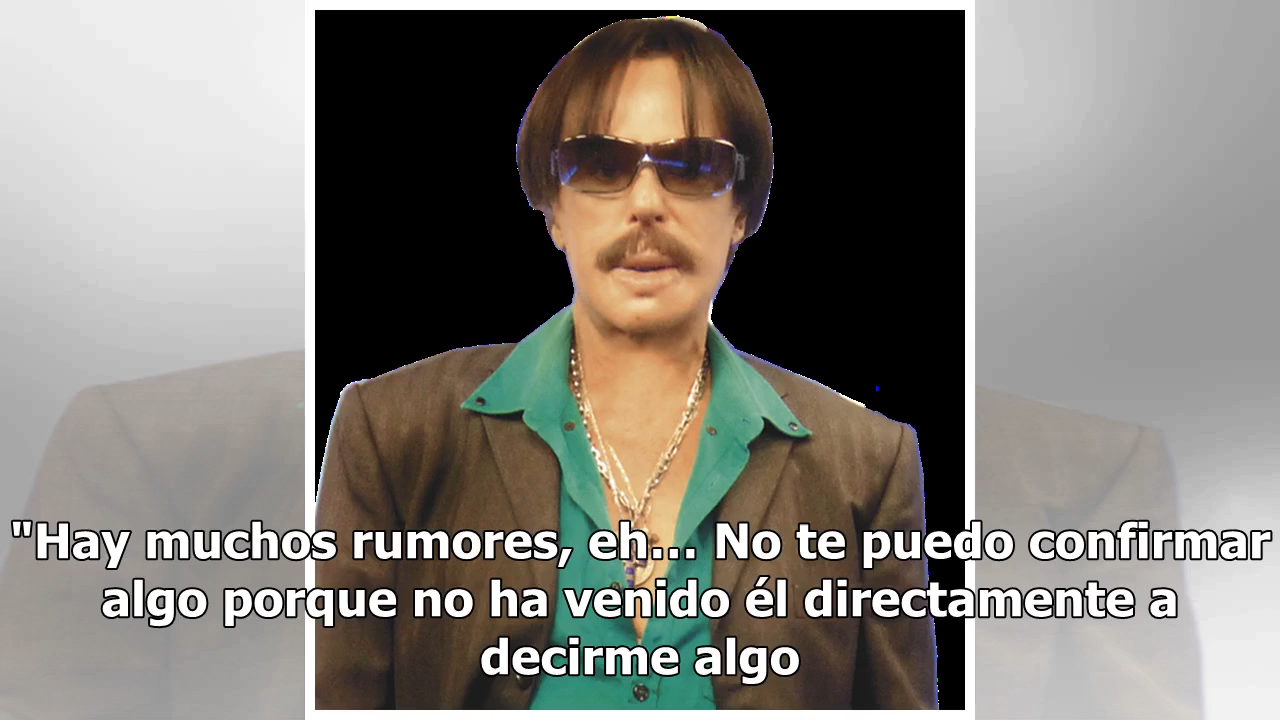 "Hay muchos rumores, eh... No te puedo confirmar
algo porque no ha venido él directamente a
decirme algo